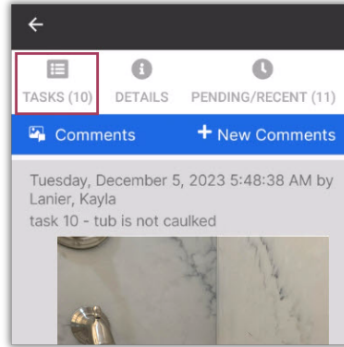 TASKS (10) DETAILS PENDING/RECENT (11)
Comments + New Comments
Tuesday, December 5, 2023 5:48:38 AM by
Lanier, Kayla
task 10 - tub is not caulked